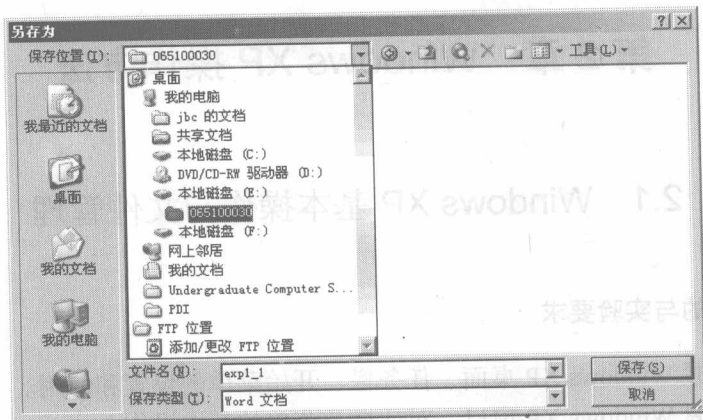 另存为
保存位置(I): 065100030 工具(L)
桌面
我的电脑
jbc 的文档
共享文档
本地磁盘 (C:)
DVD/CD-RW 驱动器 (D:)
本地磁盘 (E:)
065100030
本地磁盘 (F:)
网上邻居
我的文档
Undergraduate Computer S...
PDI
FTP 位置
添加/更改 FTP 位置
我最近的文档
桌面
我的文档
我的电脑
文件名(N): exp1_1 保存(S)
保存类型(T): Word 文档 取消
2.1 Windows XP 基本操作